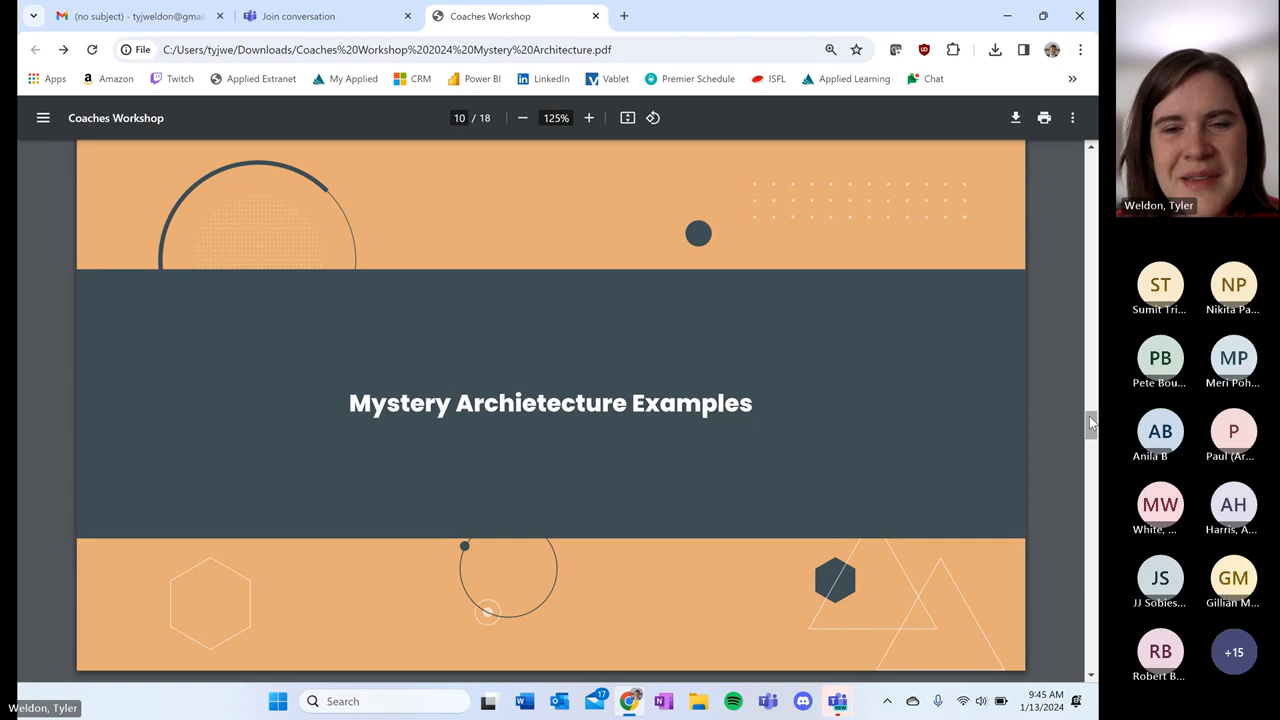 (no subject) - tyjweldon@gmai
Join conversation
Coaches Workshop
File
C:/Users/tyjwe/Downloads/Coaches%20Workshop%202024%20Mystery%20Architecture.pdf
Apps Amazon Twitch Applied Extranet My Applied CRM Power BI LinkedIn Vablet Premier Schedule ISFL Applied Learning Chat
Coaches Workshop
10 / 18
125%
Mystery Archietecture Examples
Weldon, Tyler
ST
Sumit Tri...
NP
Nikita Pa...
PB
Pete Bou...
MP
Meri Poh...
AB
Anila B
P
Paul (Ar...
MW
White, ...
AH
Harris, A...
JS
JJ Sobies...
GM
Gillian M...
RB
Robert B...
+15
Weldon, Tyler
Search
17
NEW
9:45 AM
1/13/2024